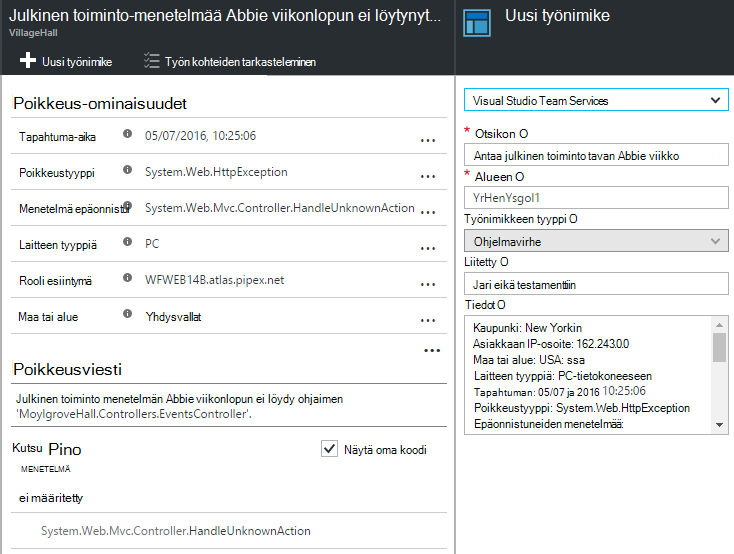 Julkinen toiminto-menetelmää Abbie viikonlopun ei löytynyt...
VillageHall
Uusi työnimike
Työn kohteiden tarkasteleminen
Poikkeus-ominaisuudet
Tapahtuma-aika 05/07/2016, 10:25:06 ...
Poikkeustyyppi System.Web.HttpException ...
Menetelmä epäonnistui System.Web.Mvc.Controller.HandleUnknownAction ...
Laitteen tyyppiä PC ...
Rooli esiintymä WFWEB14B.atlas.pipex.net ...
Maa tai alue Yhdysvallat ...
...
Poikkeusviesti
Julkinen toiminto menetelmän Abbie viikonlopun ei löydy ohjaimen
'MoylgroveHall.Controllers.EventsController'.
Kutsu Pino
Näytä oma koodi
MENETELMÄ
ei määritetty
System.Web.Mvc.Controller.HandleUnknownAction
Uusi työnimike
Visual Studio Team Services
* Otsikon O
Antaa julkinen toiminto tavan Abbie viikko
* Alueen O
YrHenYsgol1
Työnimikkeen tyyppi O
Ohjelmavirhe
Liitetty O
Jari eikä testamenttiin
Tiedot O
Kaupunki: New Yorkin
Asiakkaan IP-osoite: 162.243.0.0
Maa tai alue: USA: ssa
Laitteen tyyppiä: PC-tietokoneeseen
Tapahtuman: 05/07 ja 2016 10:25:06
Poikkeustyyppi: System.Web.HttpException
Epäonnistuneiden menetelmä: